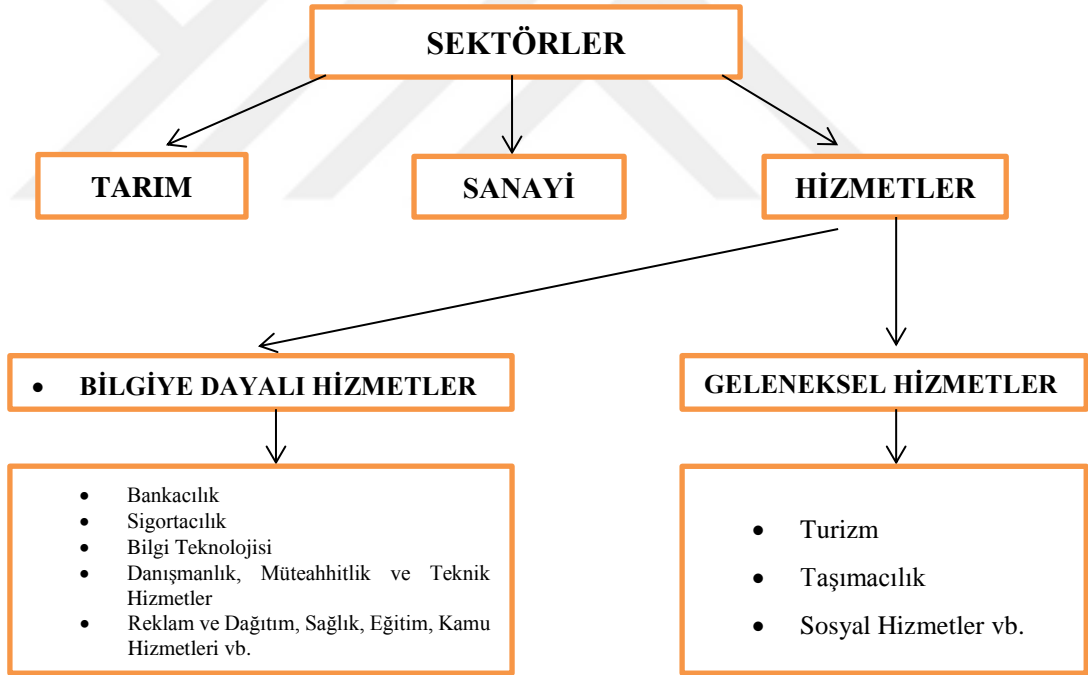 SEKTÖRLER
TARIM
SANAYİ
HİZMETLER
• BİLGİYE DAYALI HİZMETLER
GELENEKSEL HİZMETLER
• Bankacılık
• Sigortacılık
• Bilgi Teknolojisi
• Danışmanlık, Müteahhitlik ve Teknik
Hizmetler
• Reklam ve Dağıtım, Sağlık, Eğitim, Kamu
Hizmetleri vb.
• Turizm
• Taşımacılık
• Sosyal Hizmetler vb.